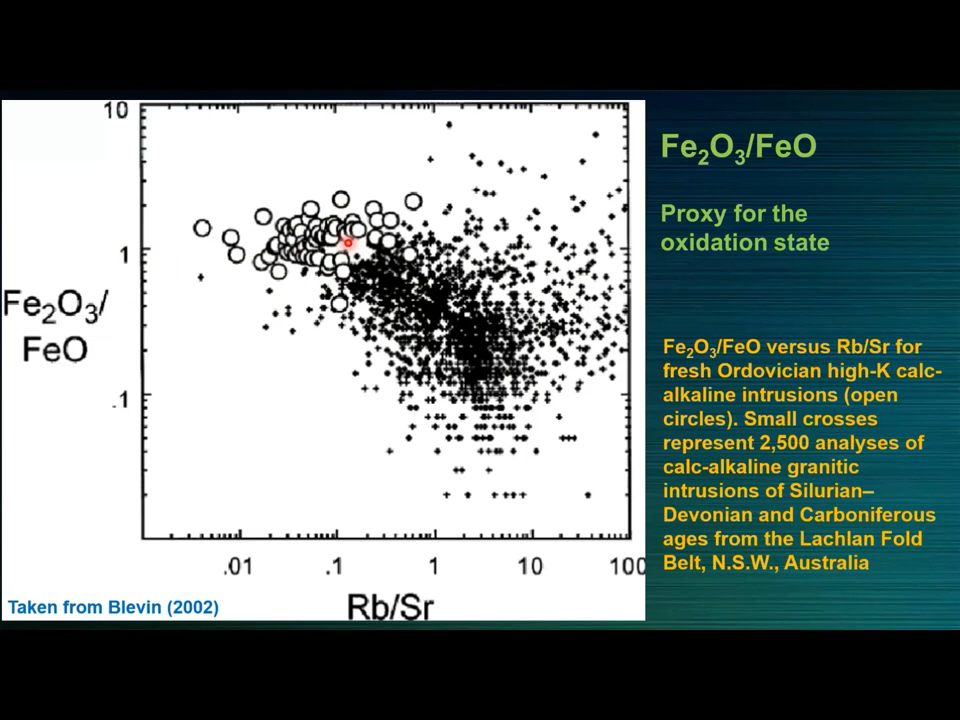 10
1
.1
Fe₂O₃/
FeO
.01 .1 1 10 100
Rb/Sr
Taken from Blevin (2002)
Fe₂O₃/FeO
Proxy for the
oxidation state
Fe₂O₃/FeO versus Rb/Sr for
fresh Ordovician high-K calc-
alkaline intrusions (open
circles). Small crosses
represent 2,500 analyses of
calc-alkaline granitic
intrusions of Silurian–
Devonian and Carboniferous
ages from the Lachlan Fold
Belt, N.S.W., Australia